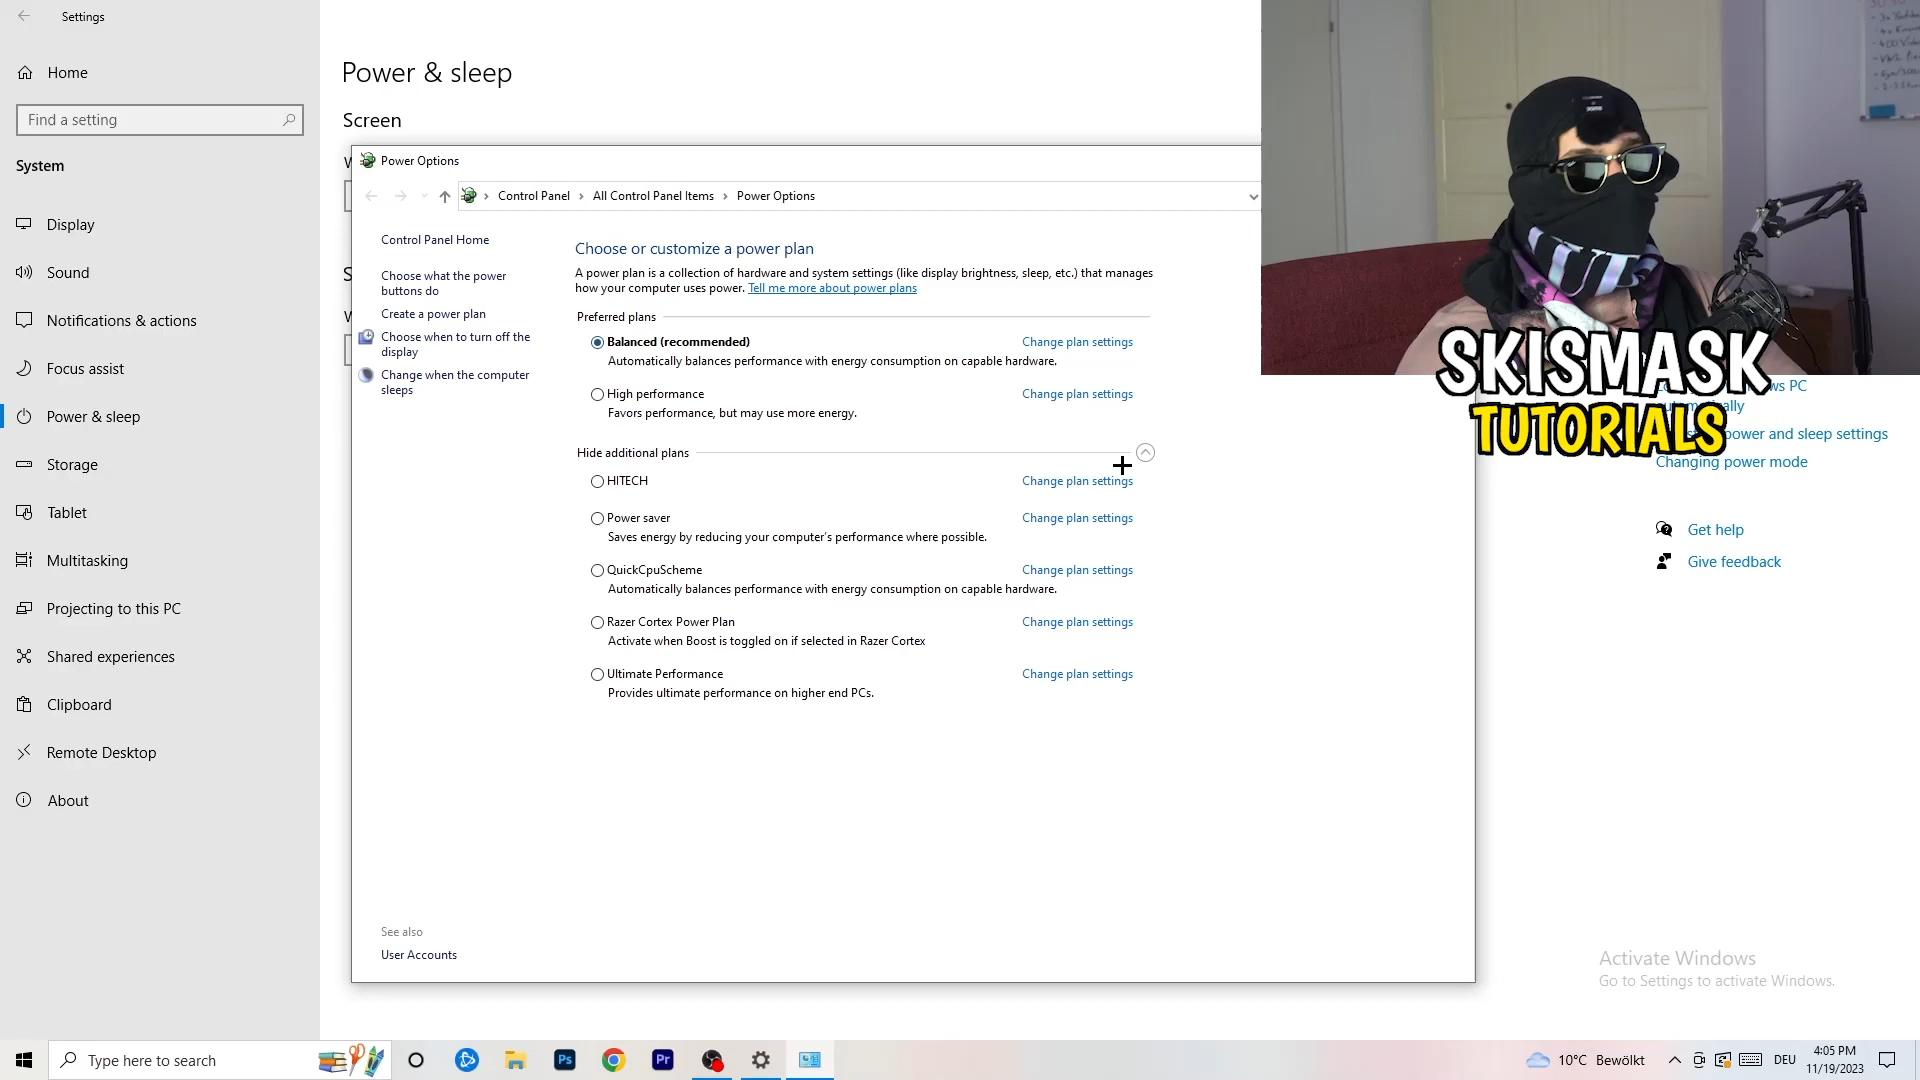 Settings
Home
Find a setting
System
Display
Sound
Notifications & actions
Focus assist
Power & sleep
Storage
Tablet
Multitasking
Projecting to this PC
Shared experiences
Clipboard
Remote Desktop
About
Power & sleep
Screen
Power Options
Control Panel > All Control Panel Items > Power Options
Control Panel Home
Choose what the power
buttons do
Create a power plan
Choose when to turn off the
display
Change when the computer
sleeps
See also
User Accounts
Choose or customize a power plan
A power plan is a collection of hardware and system settings (like display brightness, sleep, etc.) that manages
how your computer uses power. Tell me more about power plans
Preferred plans
Balanced (recommended) Change plan settings
Automatically balances performance with energy consumption on capable hardware.
High performance Change plan settings
Favors performance, but may use more energy.
Hide additional plans
HITECH Change plan settings
Power saver Change plan settings
Saves energy by reducing your computer's performance where possible.
QuickCpuScheme Change plan settings
Automatically balances performance with energy consumption on capable hardware.
Razer Cortex Power Plan Change plan settings
Activate when Boost is toggled on if selected in Razer Cortex
Ultimate Performance Change plan settings
Provides ultimate performance on higher end PCs.
SKISMASK
TUTORIALS
PC
power and sleep settings
Changing power mode
Get help
Give feedback
Activate Windows
Go to Settings to activate Windows.
Type here to search
Ps
Pr
10°C Bewölkt
DEU
4:05 PM
11/19/2023